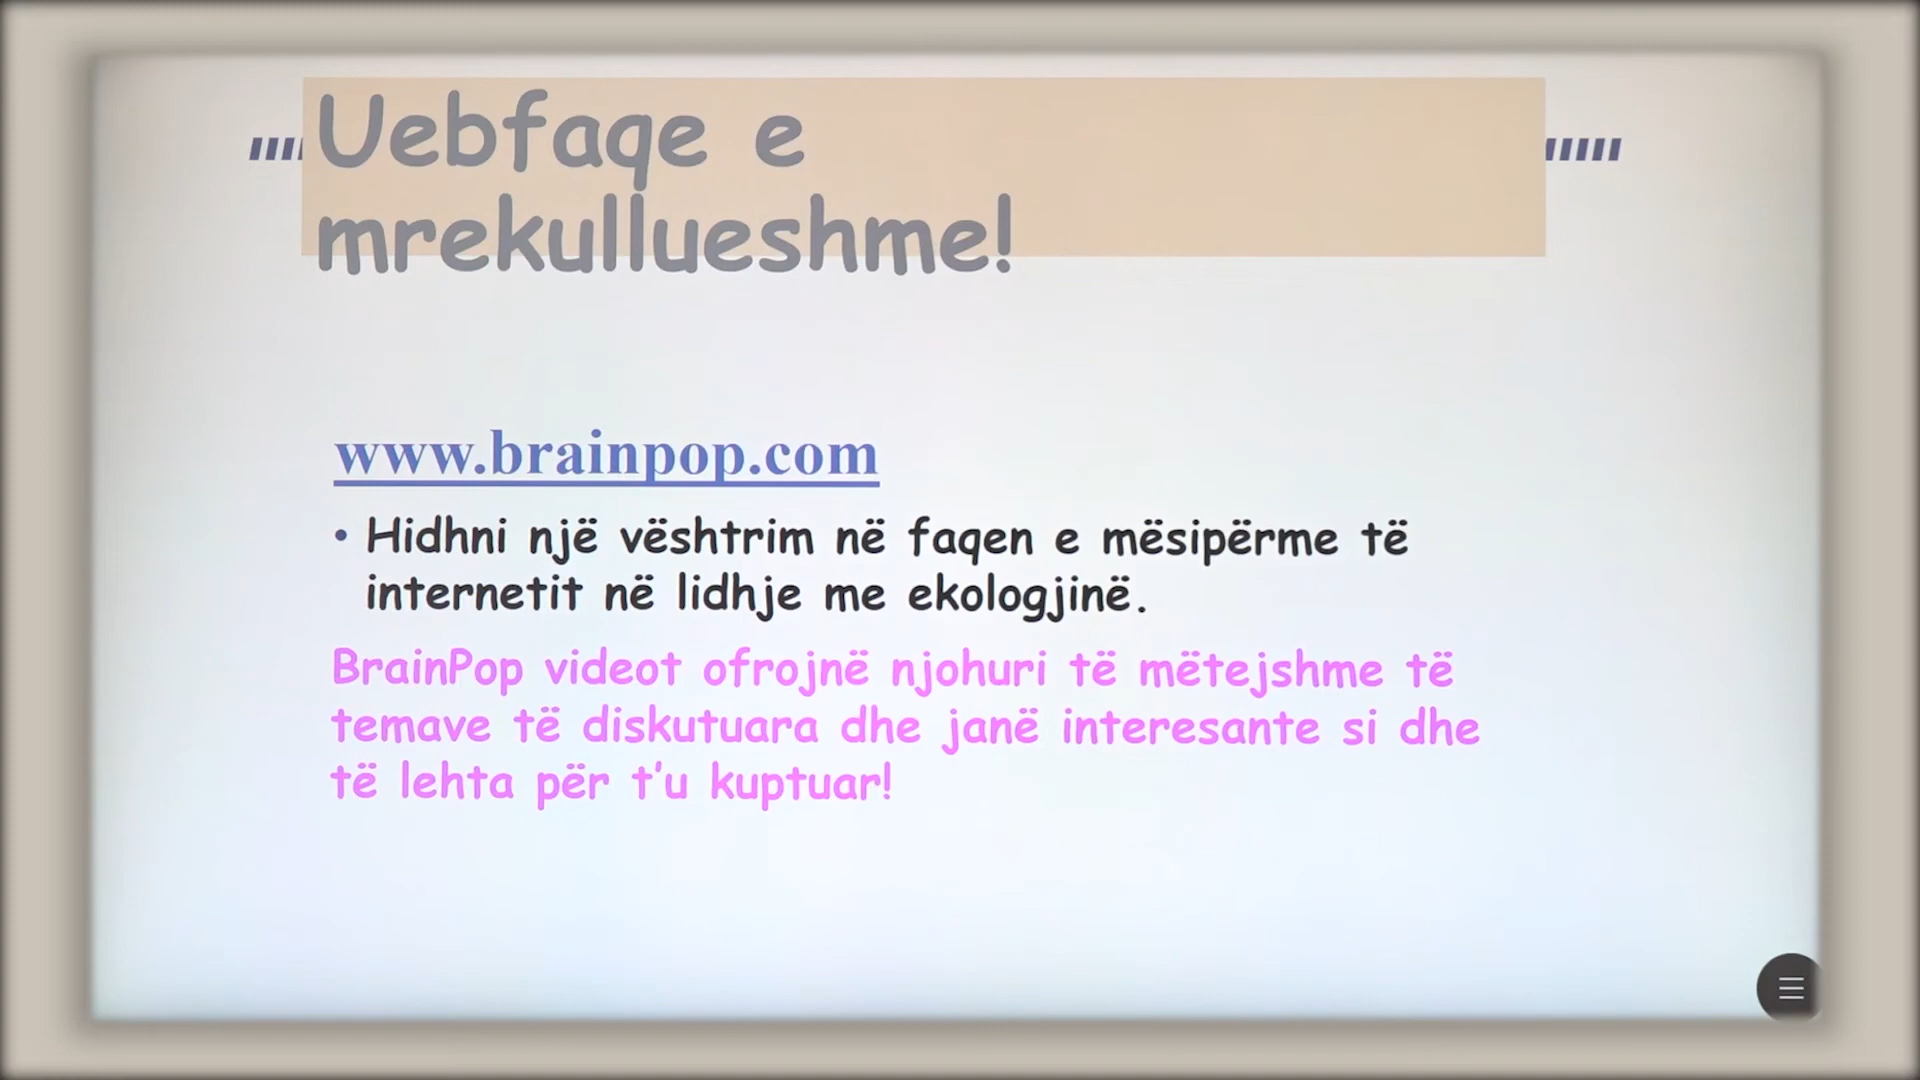 Uebfaqe e
mrekullueshme!
www.brainpop.com
• Hidhni një vështrim në faqen e mësipërme të
internetit në lidhje me ekologjinë.
BrainPop videot ofrojnë njohuri të mëtejshme të
temave të diskutuara dhe janë interesante si dhe
të lehta për t’u kuptuar!